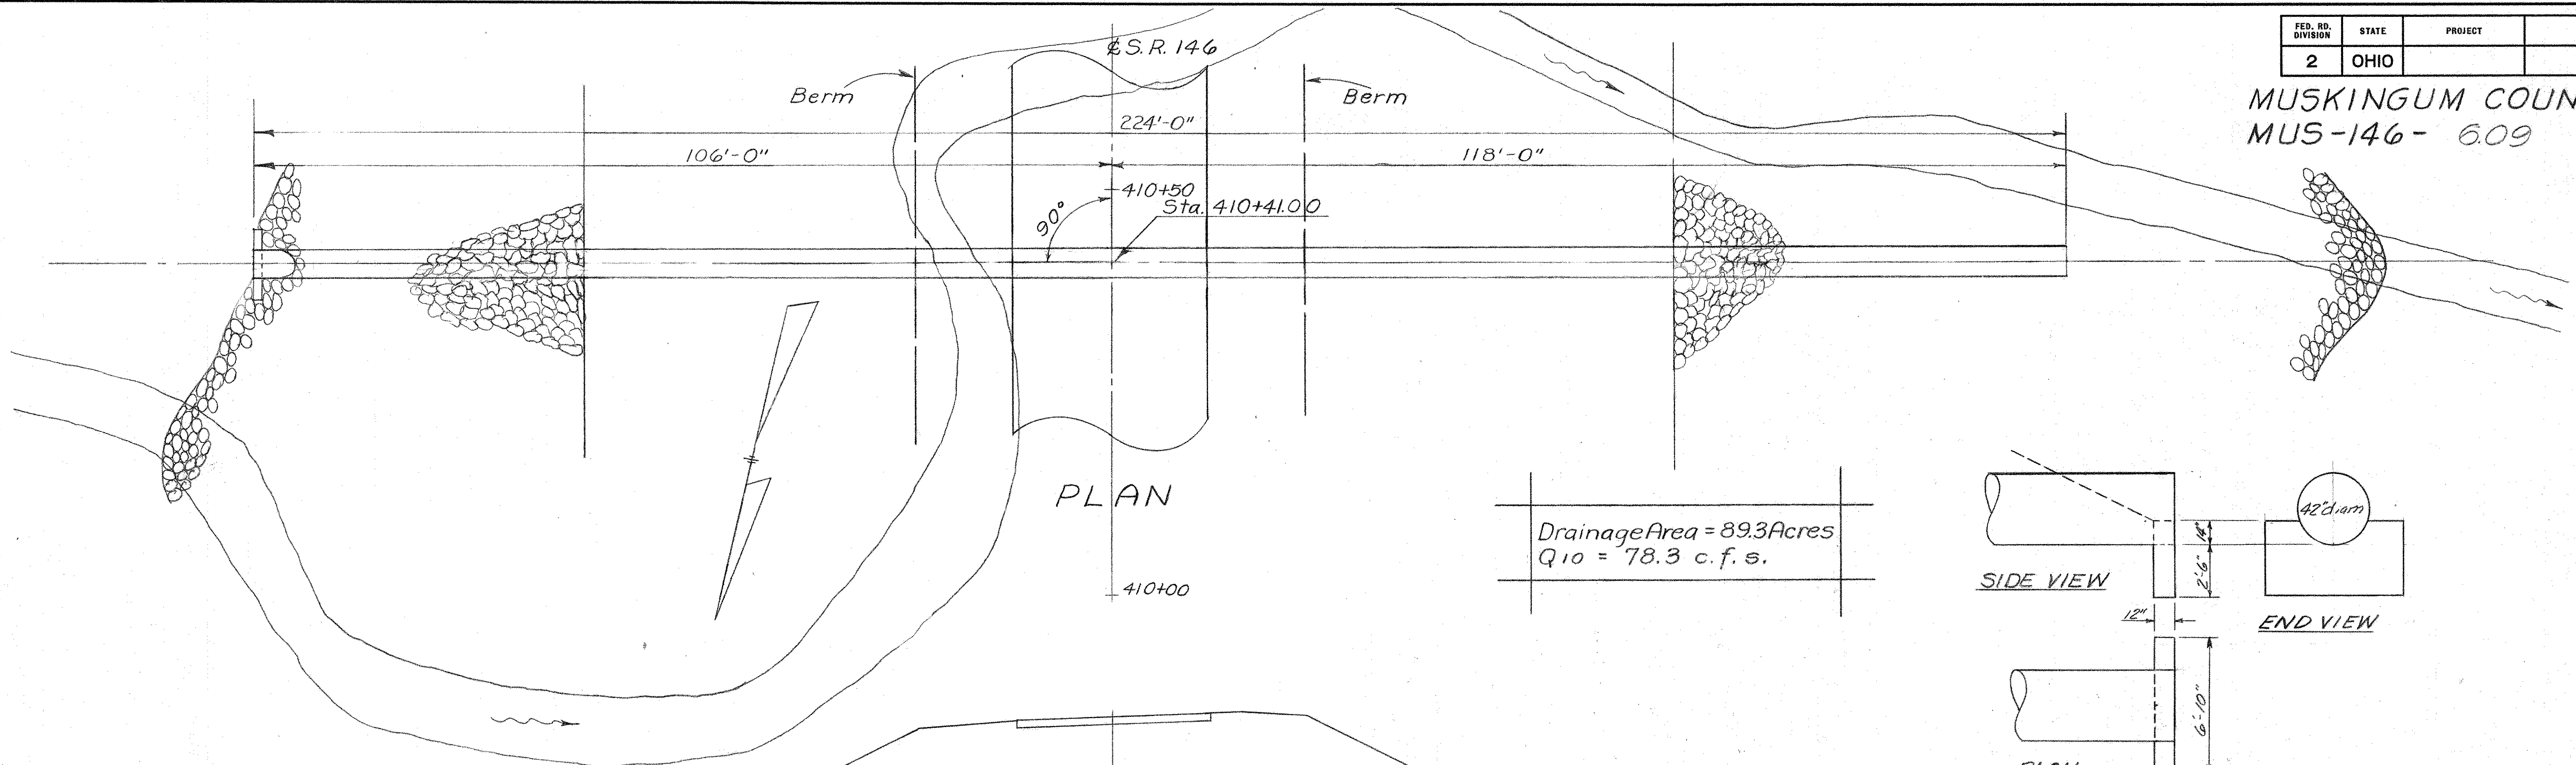 FED. RD. DIVISION STATE PROJECT
2 OHIO
MUSKINGUM COUN
MUS-146- 6.09
℄ S.R. 146
Berm
Berm
224'-0"
106'-0"
118'-0"
410+50
Sta. 410+41.00
90°
PLAN
410+00
Drainage Area = 89.3 Acres
Q10 = 78.3 c.f.s.
42" diam
14"
2'-6"
SIDE VIEW
12"
END VIEW
6'-10"
PLAN